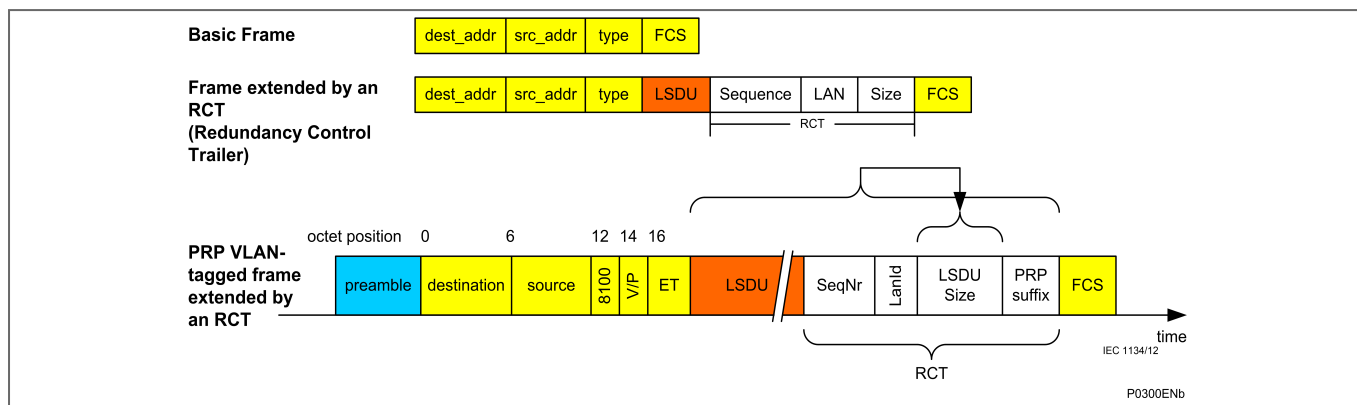 Basic Frame
dest_addr src_addr type FCS
Frame extended by an
RCT
(Redundancy Control
Trailer)
dest_addr src_addr type LSDU Sequence LAN Size FCS
RCT
PRP VLAN-
tagged frame
extended by
an RCT
octet position 0 6 12 14 16
preamble destination source 8100 V/P ET LSDU SeqNr LanId LSDU
Size PRP
suffix FCS
time
IEC 1134/12
RCT
P0300ENb